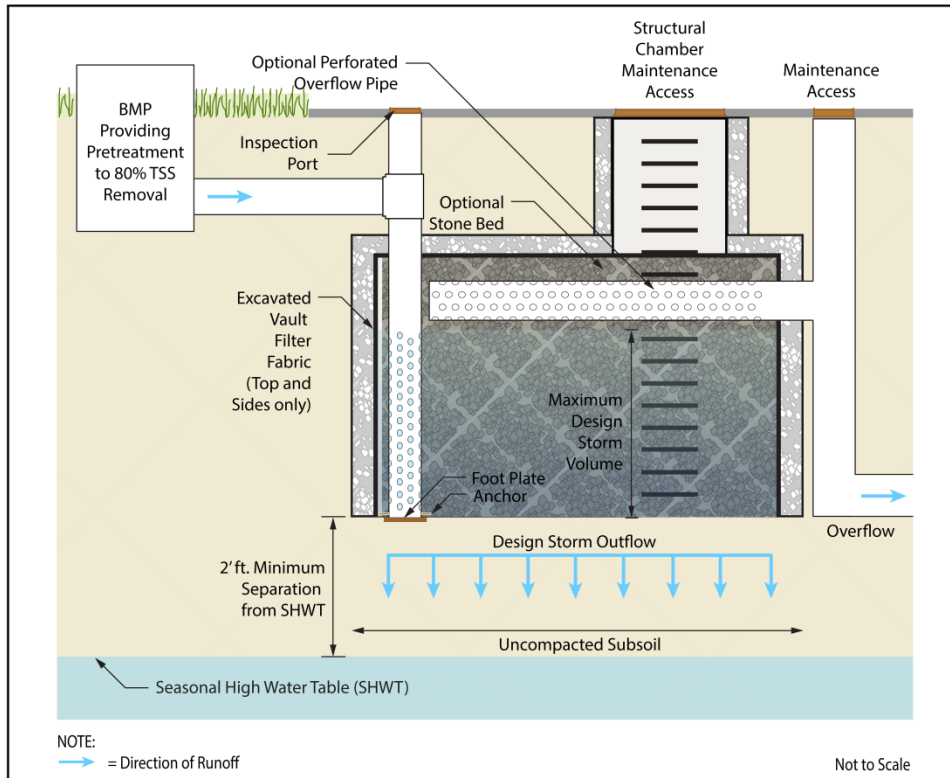 Structural
Chamber
Maintenance
Access
Optional Perforated
Overflow Pipe
Maintenance
Access
BMP
Providing
Pretreatment
to 80% TSS
Removal
Inspection
Port
Optional
Stone Bed
Excavated
Vault
Filter
Fabric
(Top and
Sides only)
Maximum
Design
Storm
Volume
Foot Plate
Anchor
Design Storm Outflow
Overflow
2' ft. Minimum
Separation
from SHWT
Uncompacted Subsoil
Seasonal High Water Table (SHWT)
NOTE:
= Direction of Runoff
Not to Scale